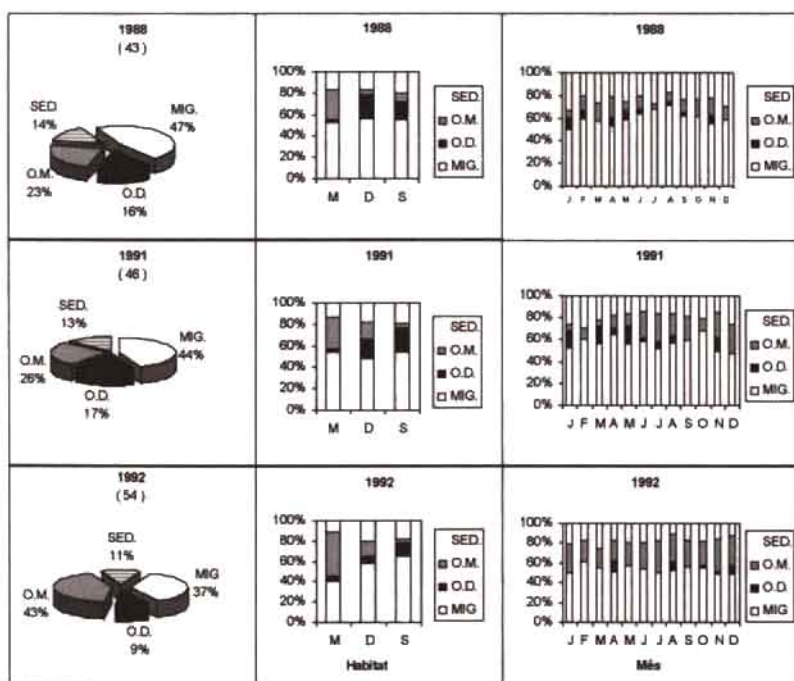 1988
( 43 )
SED.
14%
MIG.
47%
O.M.
23%
O.D.
16%
1988
100%
80%
60%
40%
20%
0%
M D S
SED.
O.M.
O.D.
MIG.
1988
100%
80%
60%
40%
20%
0%
J F M A M J J A S O N D
SED
O.M.
O.D.
MIG.
1991
( 46 )
SED.
13%
MIG.
44%
O.M.
26%
O.D.
17%
1991
100%
80%
60%
40%
20%
0%
M D S
SED.
O.M.
O.D.
MIG.
1991
100%
80%
60%
40%
20%
0%
J F M A M J J A S O N D
SED.
O.M.
O.D.
MIG.
1992
( 54 )
SED.
11%
MIG
37%
O.M.
43%
O.D.
9%
1992
100%
80%
60%
40%
20%
0%
M D S
Habitat
SED.
O.M.
O.D.
MIG
1992
100%
80%
60%
40%
20%
0%
J F M A M J J A S O N D
Més
SED.
O.M.
O.D.
MIG